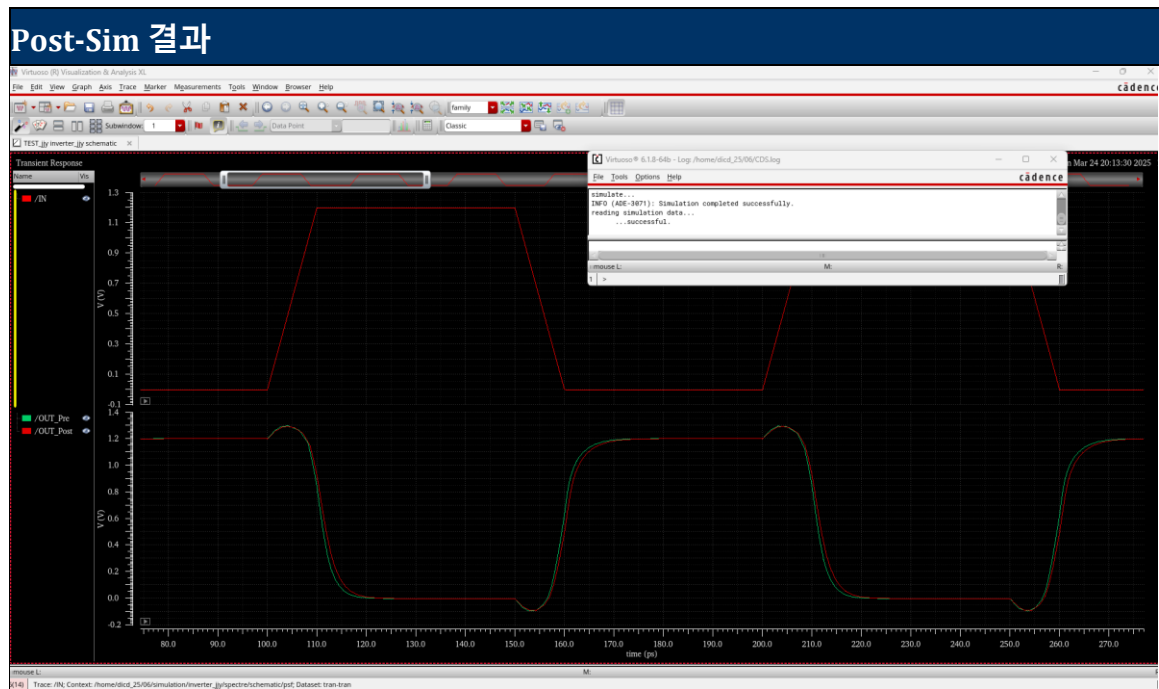 Post-Sim 결과
Virtuoso (R) Visualization & Analysis XL
File Edit View Graph Axis Trace Marker Measurements Tools Window Browser Help
cādence
family
Subwindow: 1
Data Point
Classic
TEST_jjy inverter_jjy schematic
Transient Response
n Mar 24 20:13:30 2025
Name Vis
/IN
Virtuoso® 6.1.8-64b - Log: /home/dicd_25/06/CDS.log
File Tools Options Help
cādence
simulate...
INFO (ADE-3071): Simulation completed successfully.
reading simulation data...
...successful.
mouse L: M: R:
1 >
1.3
1.1
0.9
0.7
0.5
0.3
0.1
-0.1
V (V)
/OUT_Pre
/OUT_Post
1.4
1.2
1.0
0.8
0.6
0.4
0.2
0.0
-0.2
V (V)
80.0 90.0 100.0 110.0 120.0 130.0 140.0 150.0 160.0 170.0 180.0 190.0 200.0 210.0 220.0 230.0 240.0 250.0 260.0 270.0
time (ps)
mouse L: M:
Trace: /IN; Context: /home/dicd_25/06/simulation/inverter_jjy/spectre/schematic/psf; Dataset: tran-tran